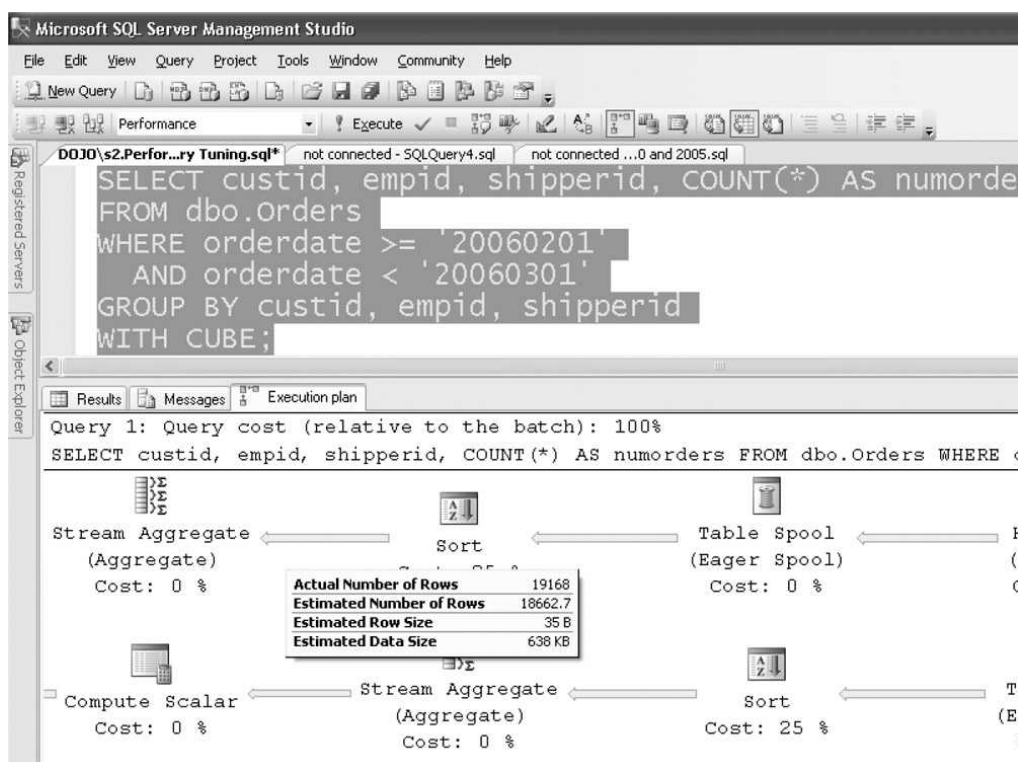 Microsoft SQL Server Management Studio
File Edit View Query Project Tools Window Community Help
New Query
Performance Execute
DOJO\s2.Perfor...ry Tuning.sql* not connected - SQLQuery4.sql not connected ...0 and 2005.sql
Registered Servers
Object Explorer
SELECT custid, empid, shipperid, COUNT(*) AS numorde
FROM dbo.Orders
WHERE orderdate >= '20060201'
AND orderdate < '20060301'
GROUP BY custid, empid, shipperid
WITH CUBE;
Results Messages Execution plan
Query 1: Query cost (relative to the batch): 100%
SELECT custid, empid, shipperid, COUNT(*) AS numorders FROM dbo.Orders WHERE
Stream Aggregate
(Aggregate)
Cost: 0 %
Sort
Table Spool
(Eager Spool)
Cost: 0 %
Actual Number of Rows 19168
Estimated Number of Rows 18662.7
Estimated Row Size 35 B
Estimated Data Size 638 KB
Compute Scalar
Cost: 0 %
Stream Aggregate
(Aggregate)
Cost: 0 %
Sort
Cost: 25 %
T
(E